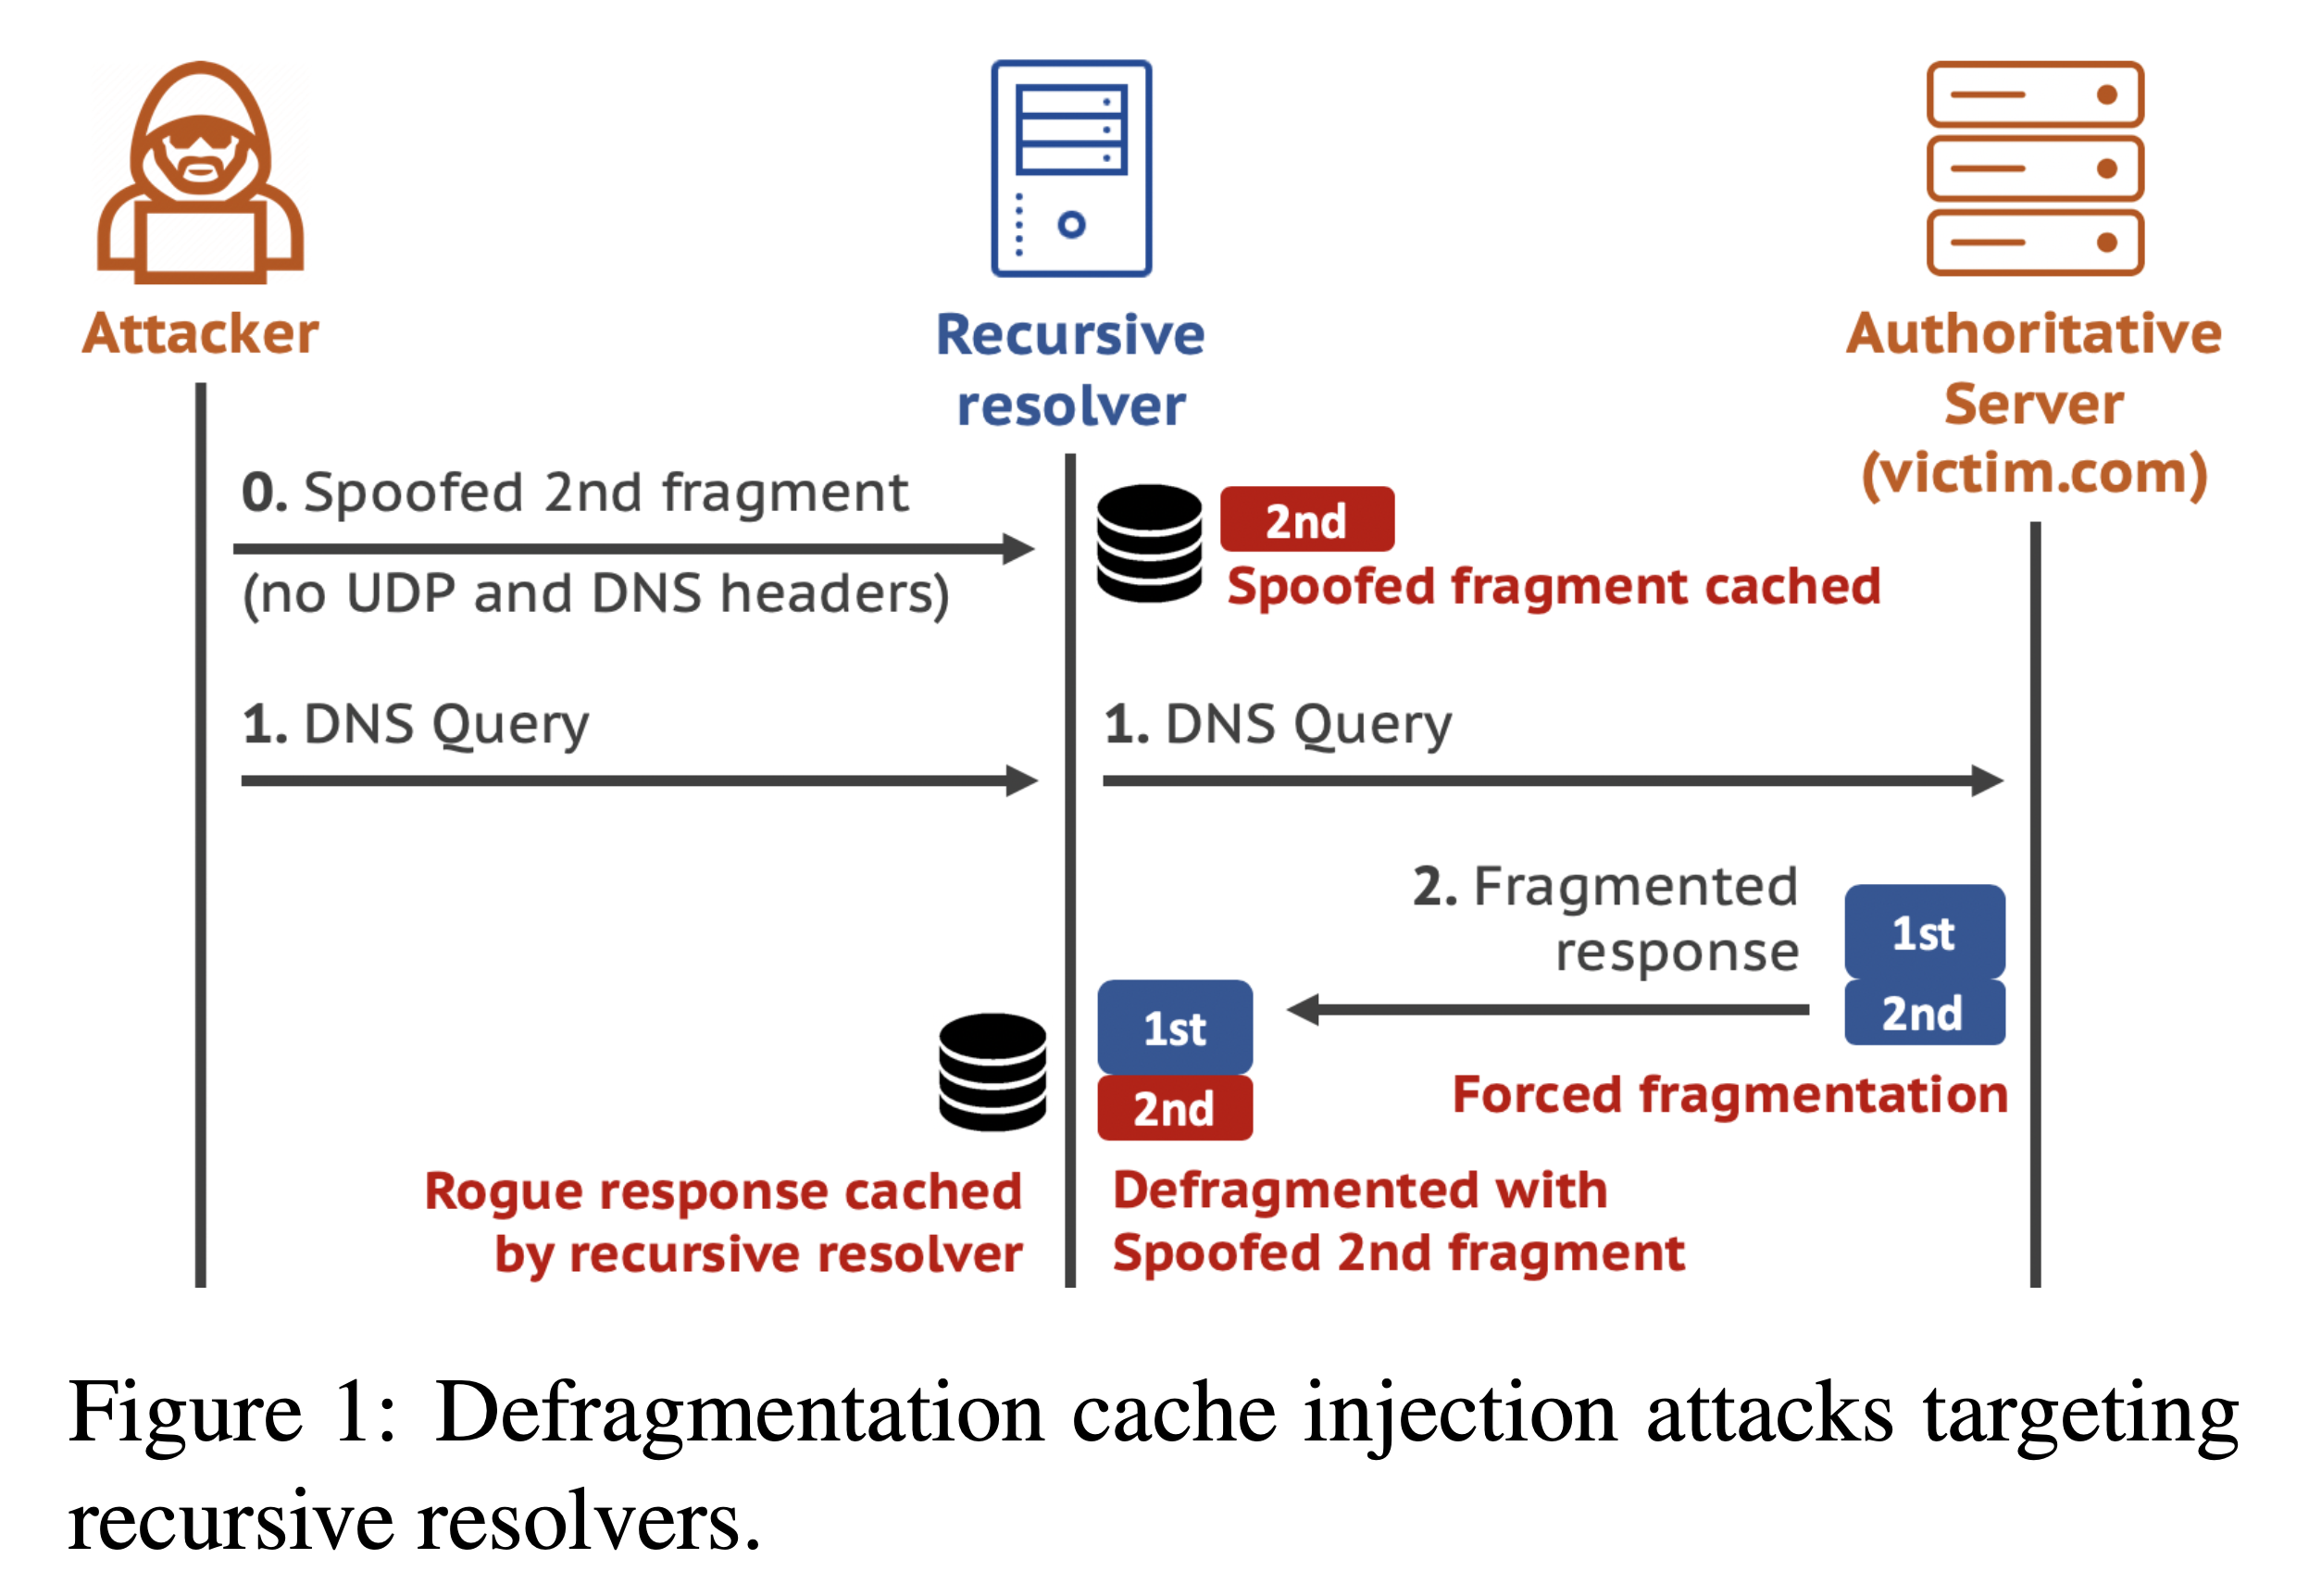 Attacker
Recursive
resolver
Authoritative
Server
(victim.com)
0. Spoofed 2nd fragment
(no UDP and DNS headers)
2nd
Spoofed fragment cached
1. DNS Query
1. DNS Query
2. Fragmented
response
1st
2nd
Forced fragmentation
1st
2nd
Rogue response cached
by recursive resolver
Defragmented with
Spoofed 2nd fragment
Figure 1: Defragmentation cache injection attacks targeting
recursive resolvers.